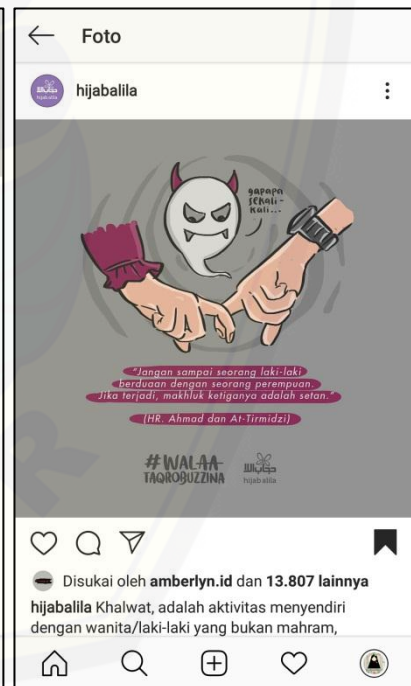 Foto
hijabalila
gapapa
sekali-
kali...
"Jangan sampai seorang laki-laki
berduaan dengan seorang perempuan.
Jika terjadi, makhluk ketiganya adalah setan."
(HR. Ahmad dan At-Tirmidzi)
#WALAA
TAQROBUZZINA
hijab alila
Disukai oleh amberlyn.id dan 13.807 lainnya
hijabalila Khalwat, adalah aktivitas menyendiri
dengan wanita/laki-laki yang bukan mahram,